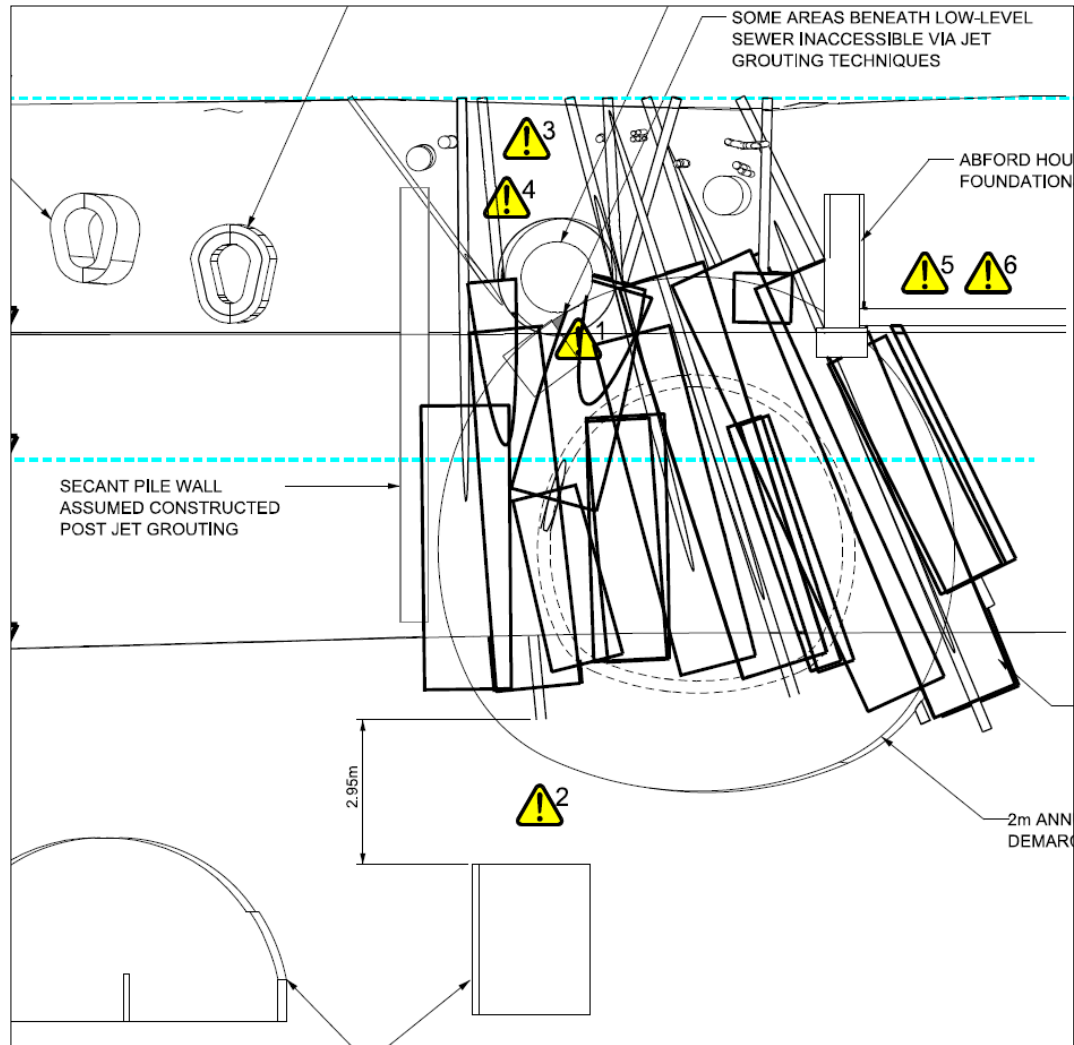 SOME AREAS BENEATH LOW-LEVEL
SEWER INACCESSIBLE VIA JET
GROUTING TECHNIQUES
3
4
ABFORD HOU
FOUNDATION
5
6
1
SECANT PILE WALL
ASSUMED CONSTRUCTED
POST JET GROUTING
2.95m
2
2m ANN
DEMARC